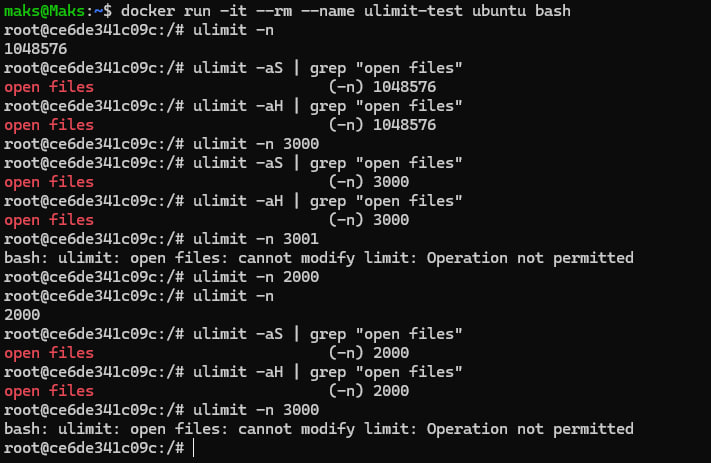 maks@Maks:~$ docker run -it --rm --name ulimit-test ubuntu bash
root@ce6de341c09c:/# ulimit -n
1048576
root@ce6de341c09c:/# ulimit -aS | grep "open files"
open files                          (-n) 1048576
root@ce6de341c09c:/# ulimit -aH | grep "open files"
open files                          (-n) 1048576
root@ce6de341c09c:/# ulimit -n 3000
root@ce6de341c09c:/# ulimit -aS | grep "open files"
open files                          (-n) 3000
root@ce6de341c09c:/# ulimit -aH | grep "open files"
open files                          (-n) 3000
root@ce6de341c09c:/# ulimit -n 3001
bash: ulimit: open files: cannot modify limit: Operation not permitted
root@ce6de341c09c:/# ulimit -n 2000
root@ce6de341c09c:/# ulimit -n
2000
root@ce6de341c09c:/# ulimit -aS | grep "open files"
open files                          (-n) 2000
root@ce6de341c09c:/# ulimit -aH | grep "open files"
open files                          (-n) 2000
root@ce6de341c09c:/# ulimit -n 3000
bash: ulimit: open files: cannot modify limit: Operation not permitted
root@ce6de341c09c:/#